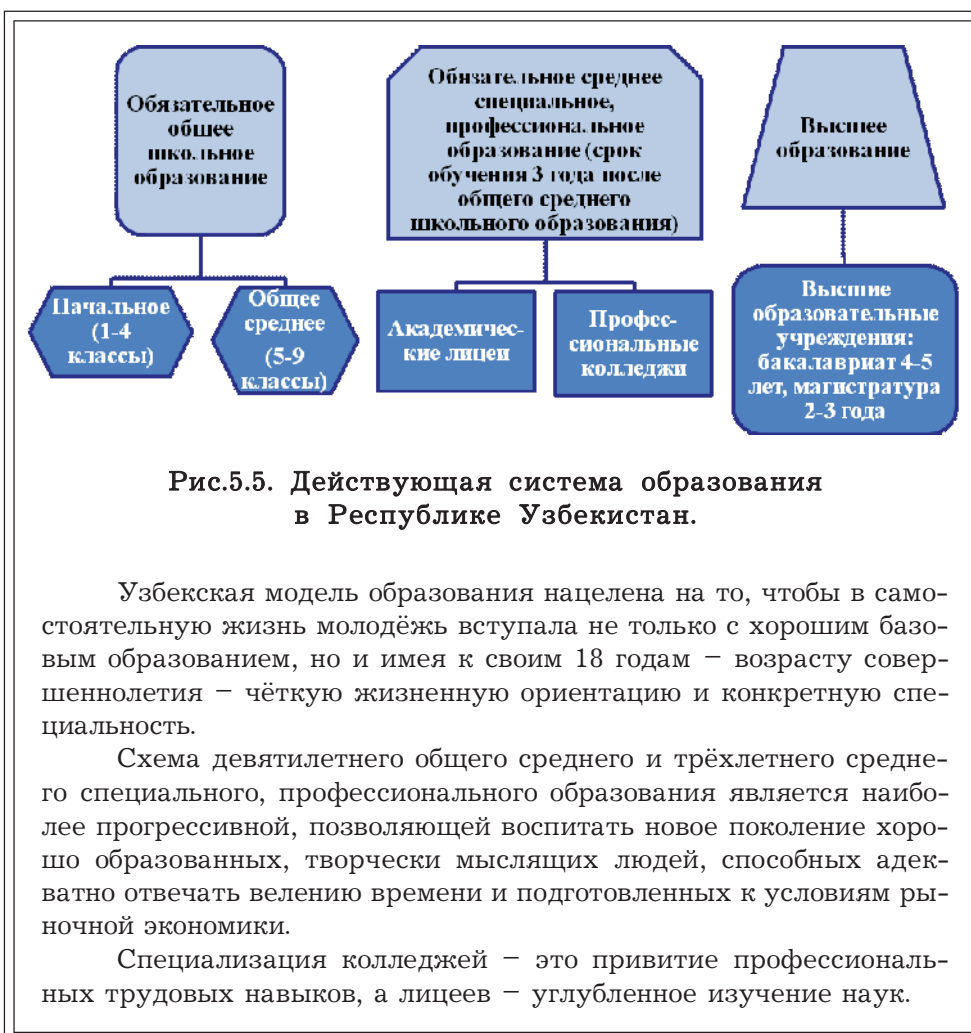 Обязательное
общее
школьное
образование
Начальное
(1-4
классы)
Общее
среднее
(5-9
классы)
Обязательное среднее
специальное,
профессиональное
образование (срок
обучения 3 года после
общего среднего
школьного образования)
Академичес-
кие лицеи
Професс-
сиональные
колледжи
Высшее
образование
Высшие
образовательные
учреждения:
бакалавриат 4-5
лет, магистратура
2-3 года
Рис.5.5. Действующая система образования
в Республике Узбекистан.
Узбекская модель образования нацелена на то, чтобы в само-
стоятельную жизнь молодёжь вступала не только с хорошим базо-
вым образованием, но и имея к своим 18 годам – возрасту совер-
шеннолетия – чёткую жизненную ориентацию и конкретную спе-
циальность.
Схема девятилетнего общего среднего и трёхлетнего средне-
го специального, профессионального образования является наибо-
лее прогрессивной, позволяющей воспитать новое поколение хоро-
шо образованных, творчески мыслящих людей, способных адек-
ватно отвечать велению времени и подготовленных к условиям ры-
ночной экономики.
Специализация колледжей – это привитие профессиональ-
ных трудовых навыков, а лицеев – углубленное изучение наук.